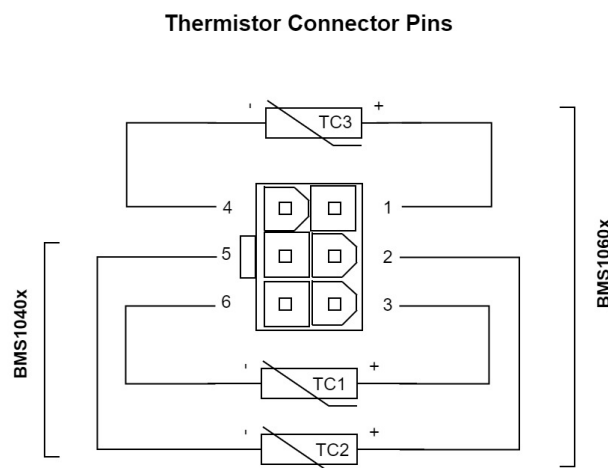 Thermistor Connector Pins
' +
TC3
4 1
5 2
6 3
' +
TC1
' +
TC2
BMS1040x
BMS1060x